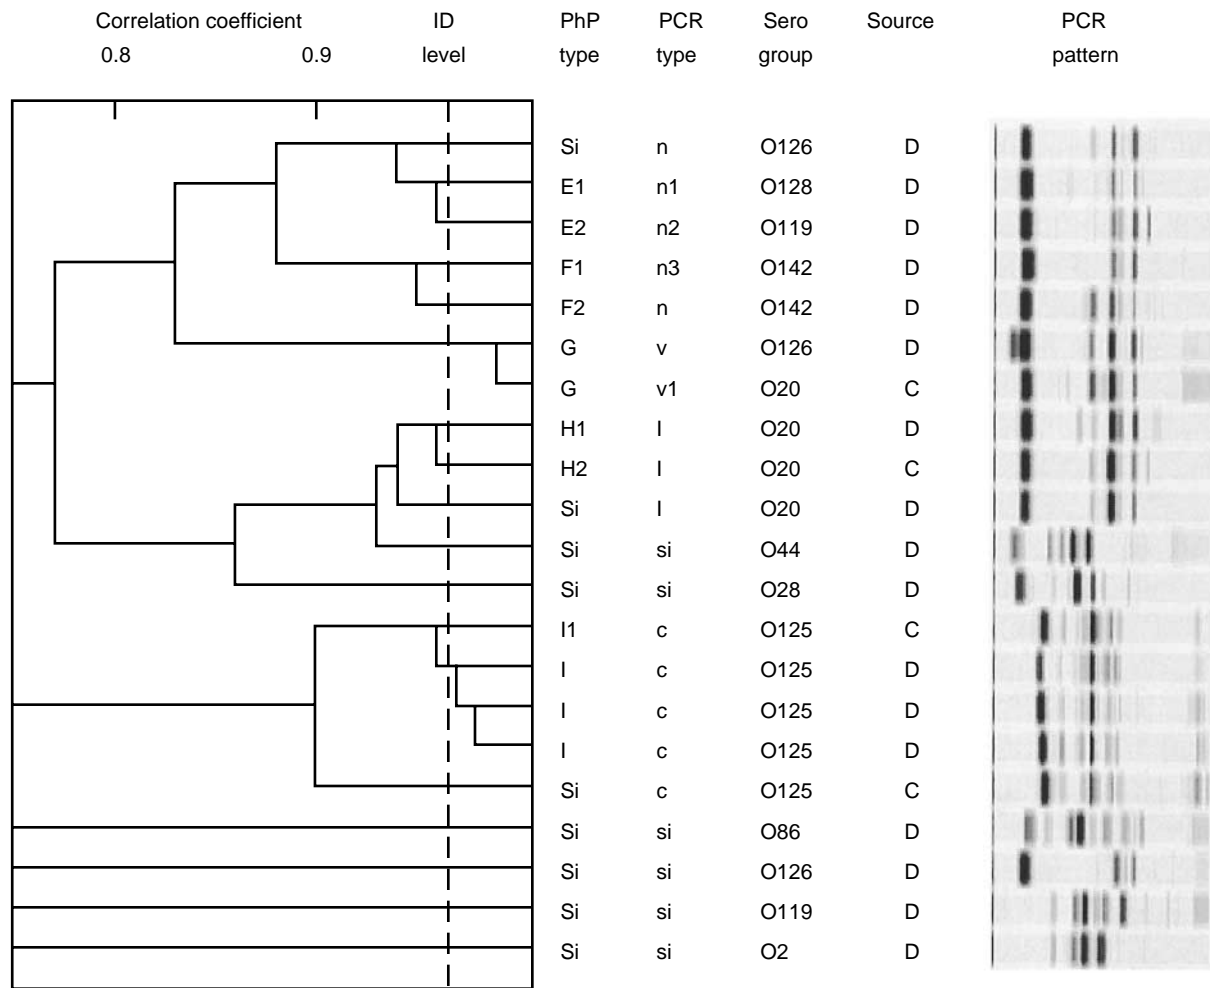 Correlation coefficient ID PhP PCR Sero Source PCR
0.8 0.9 level type type group pattern
Si n O126 D
E1 n1 O128 D
E2 n2 O119 D
F1 n3 O142 D
F2 n O142 D
G v O126 D
G v1 O20 C
H1 I O20 D
H2 I O20 C
Si I O20 D
Si si O44 D
Si si O28 D
I1 c O125 C
I c O125 D
I c O125 D
I c O125 D
Si c O125 C
Si si O86 D
Si si O126 D
Si si O119 D
Si si O2 D